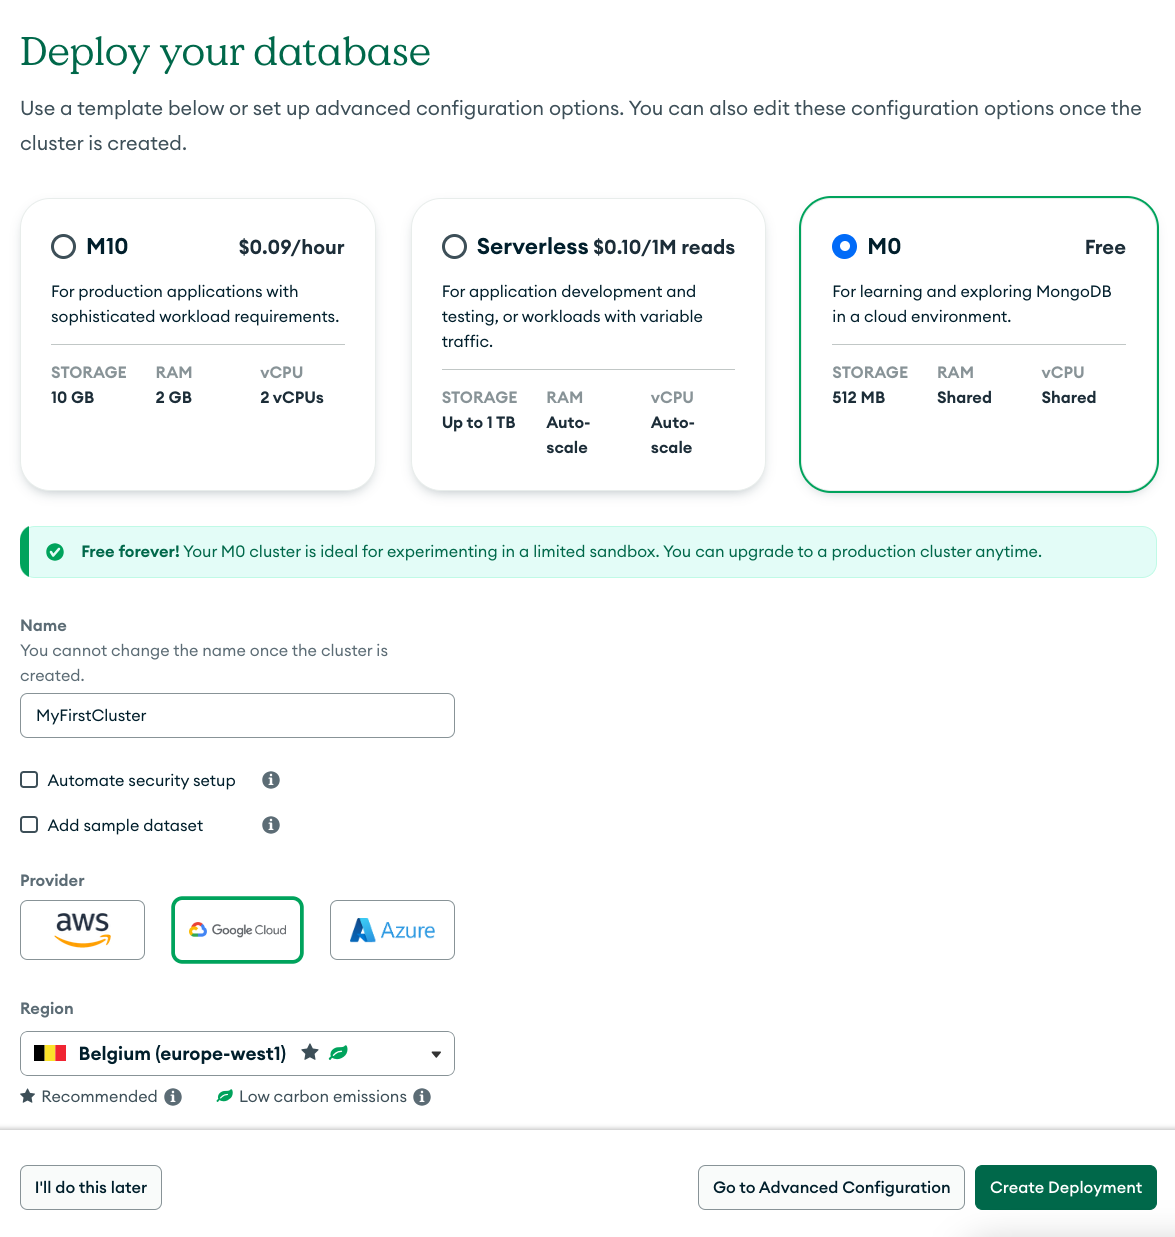 Deploy your database
Use a template below or set up advanced configuration options. You can also edit these configuration options once the
cluster is created.
M10 $0.09/hour
For production applications with
sophisticated workload requirements.
STORAGE RAM vCPU
10 GB 2 GB 2 vCPUs
Serverless $0.10/1M reads
For application development and
testing, or workloads with variable
traffic.
STORAGE RAM vCPU
Up to 1 TB Auto- Auto-
scale scale
M0 Free
For learning and exploring MongoDB
in a cloud environment.
STORAGE RAM vCPU
512 MB Shared Shared
Free forever! Your M0 cluster is ideal for experimenting in a limited sandbox. You can upgrade to a production cluster anytime.
Name
You cannot change the name once the cluster is
created.
MyFirstCluster
Automate security setup
Add sample dataset
Provider
aws Google Cloud Azure
Region
Belgium (europe-west1)
Recommended Low carbon emissions
I'll do this later Go to Advanced Configuration Create Deployment